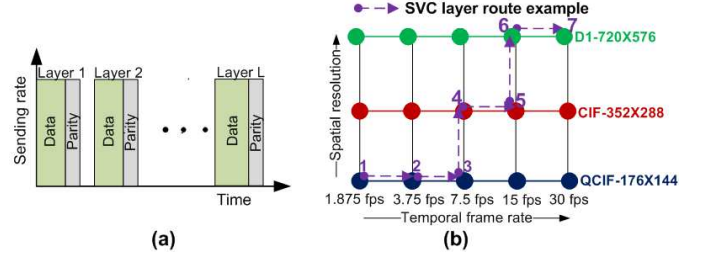 SVC layer route example
Layer 1 Layer 2 Layer L
Data Parity Data Parity Data Parity
Sending rate
Time
(a)
6 7
D1-720X576
4 5
CIF-352X288
1 2 3
QCIF-176X144
Spatial resolution
1.875 fps 3.75 fps 7.5 fps 15 fps 30 fps
Temporal frame rate
(b)